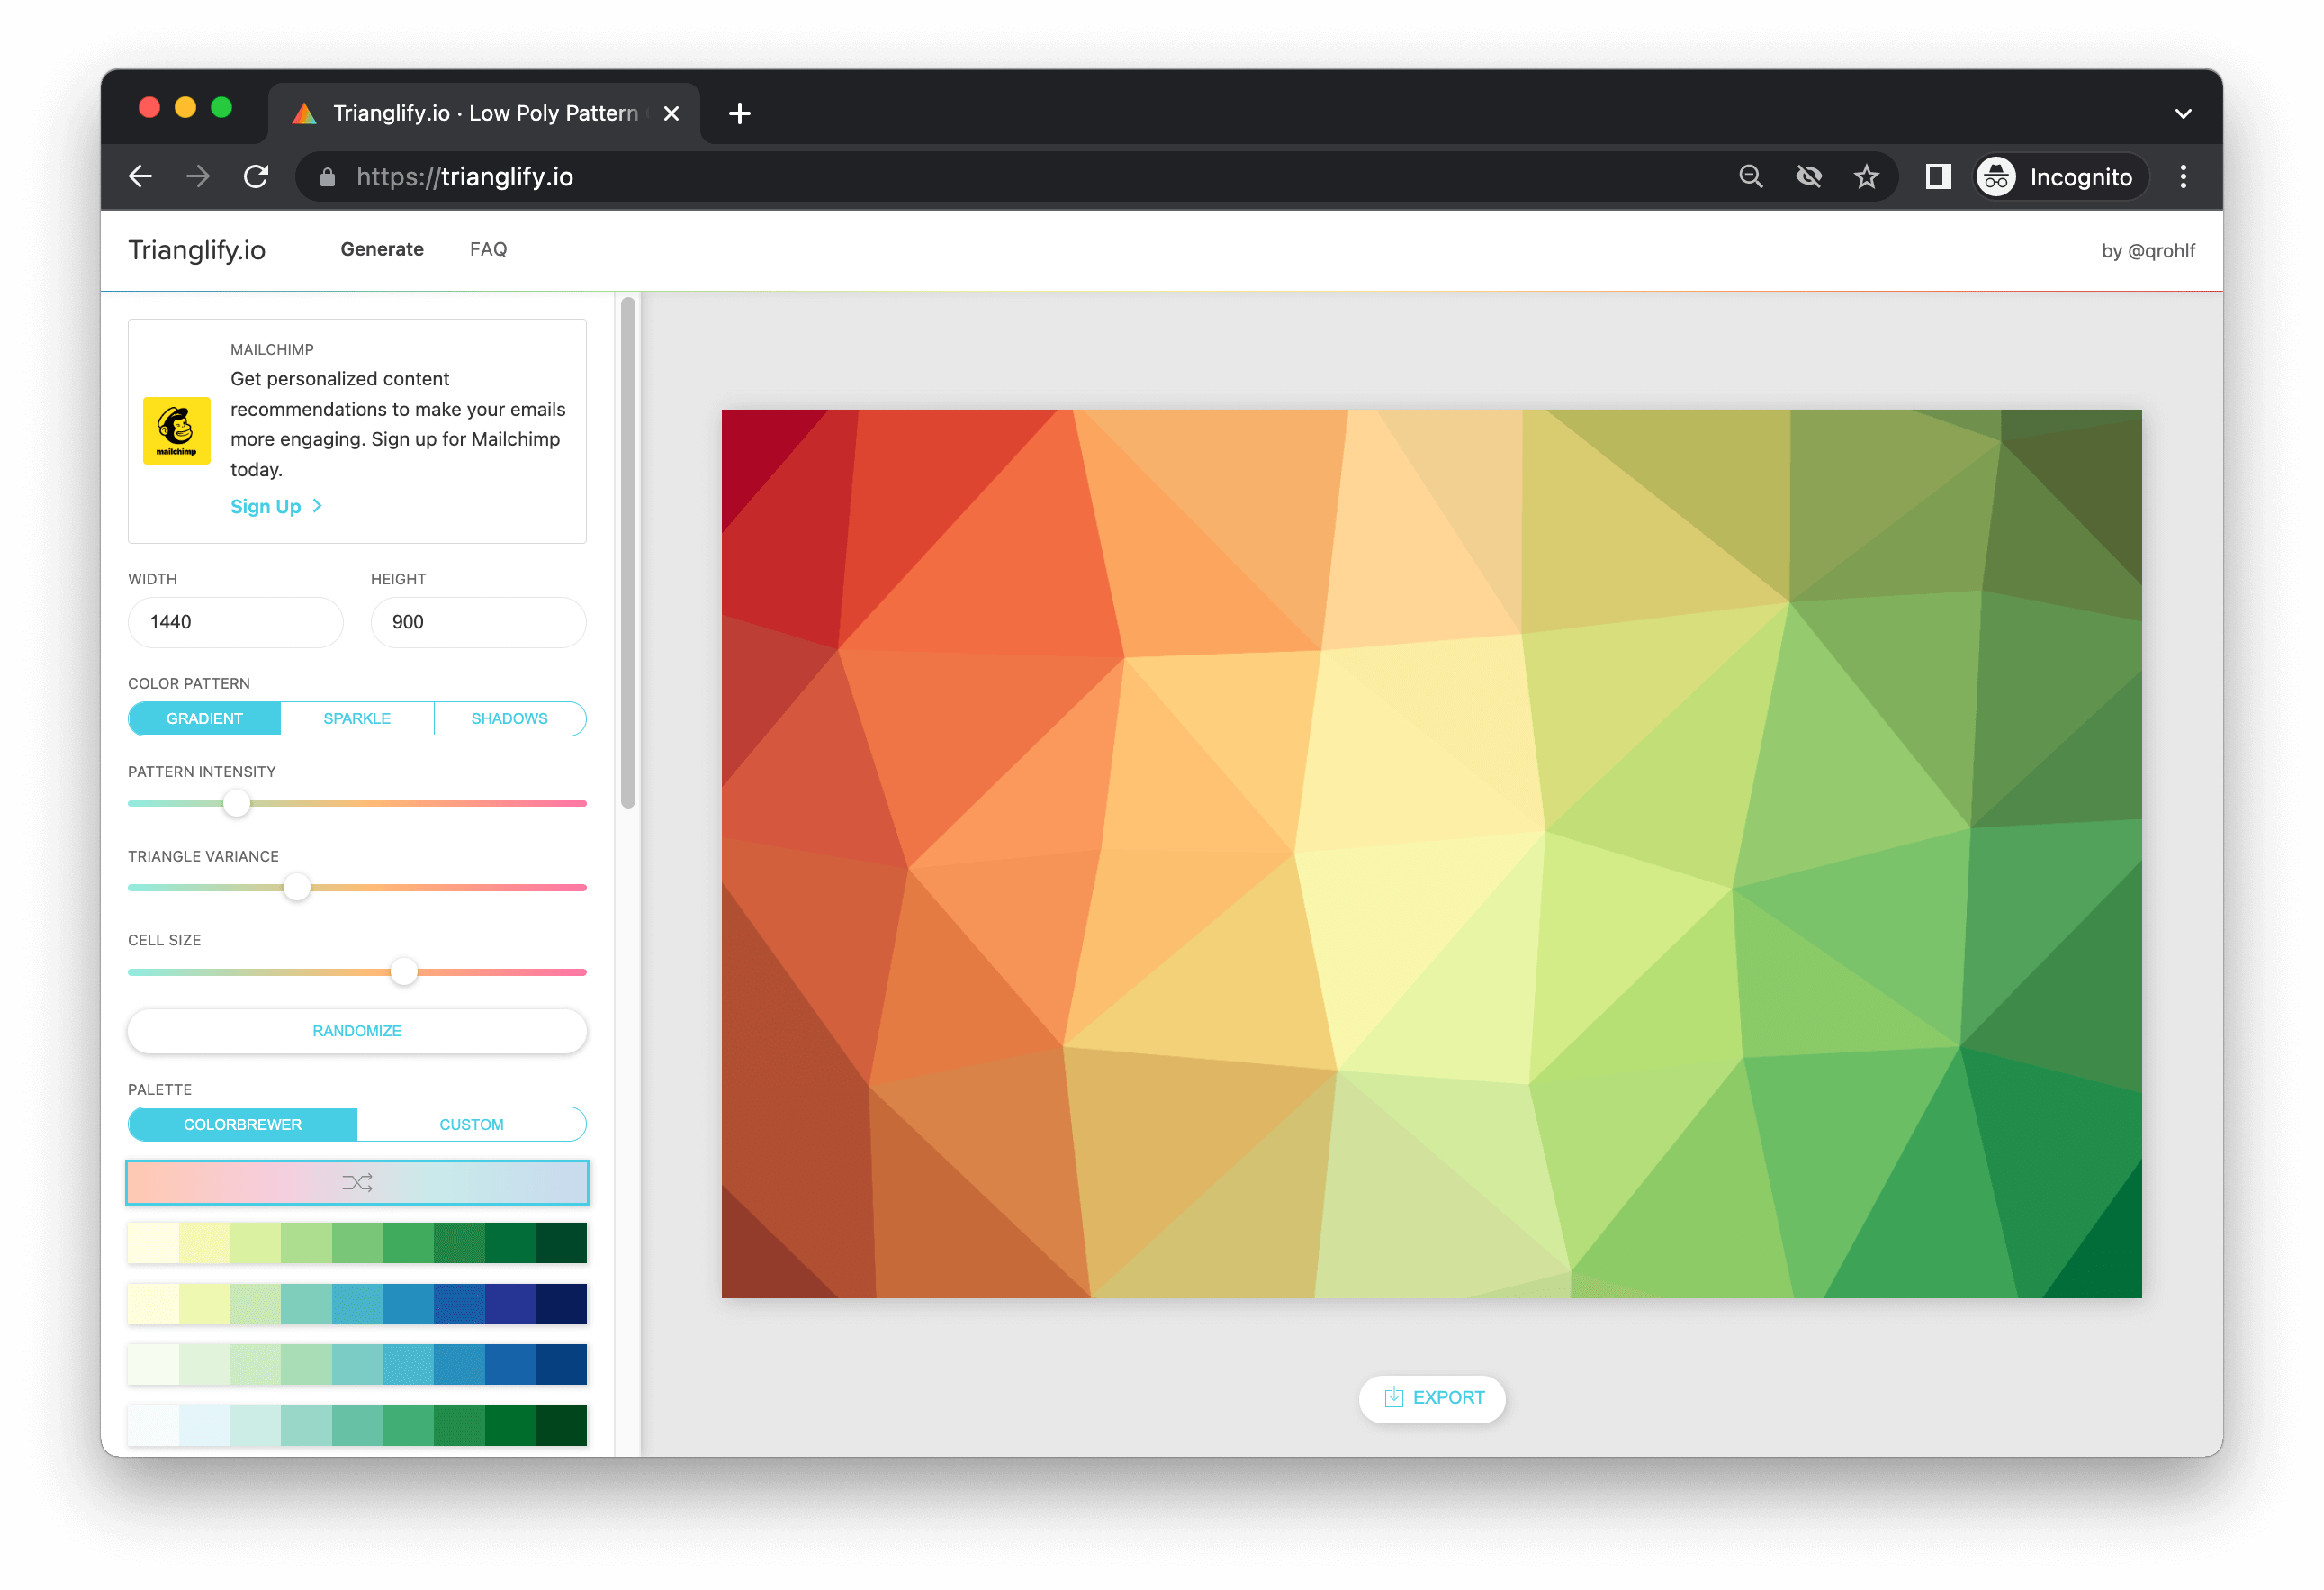 Trianglify.io · Low Poly Pattern
https://trianglify.io
Incognito
Trianglify.io
Generate
FAQ
by @qrohlf
MAILCHIMP
Get personalized content
recommendations to make your emails
more engaging. Sign up for Mailchimp
today.
mailchimp
Sign Up
WIDTH
HEIGHT
1440
900
COLOR PATTERN
GRADIENT
SPARKLE
SHADOWS
PATTERN INTENSITY
TRIANGLE VARIANCE
CELL SIZE
RANDOMIZE
PALETTE
COLORBREWER
CUSTOM
EXPORT